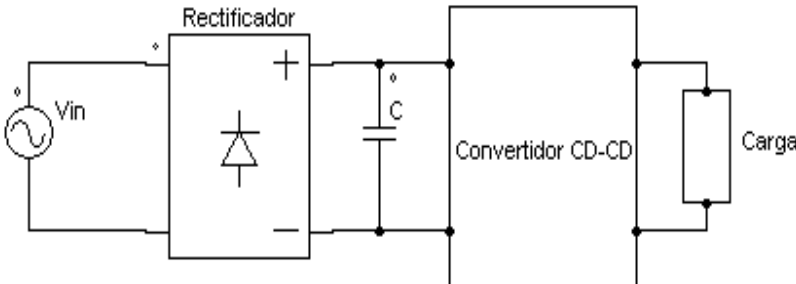 Rectificador
Vin
+
C
Convertidor CD-CD
Carga
−